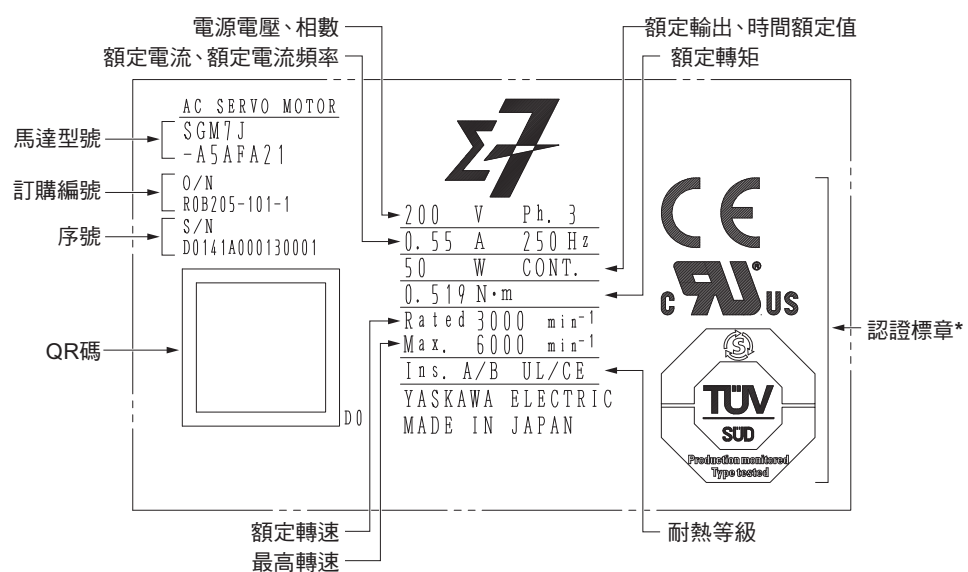 電源電壓、相數
額定輸出、時間額定值
額定電流、額定電流頻率
額定轉矩
AC SERVO MOTOR
馬達型號
SGM7J
-A5AFA21
訂購編號
O/N
R0B205-101-1
序號
S/N
D0141A000130001
QR碼
D0
Σ-7
200 V Ph. 3
0.55 A 250 Hz
50 W CONT.
0.519 N·m
Rated 3000 min⁻¹
Max. 6000 min⁻¹
Ins. A/B UL/CE
YASKAWA ELECTRIC
MADE IN JAPAN
CE
C RU® US
S
TÜV
SÜD
Production monitored
Type tested
認證標章*
額定轉速
最高轉速
耐熱等級